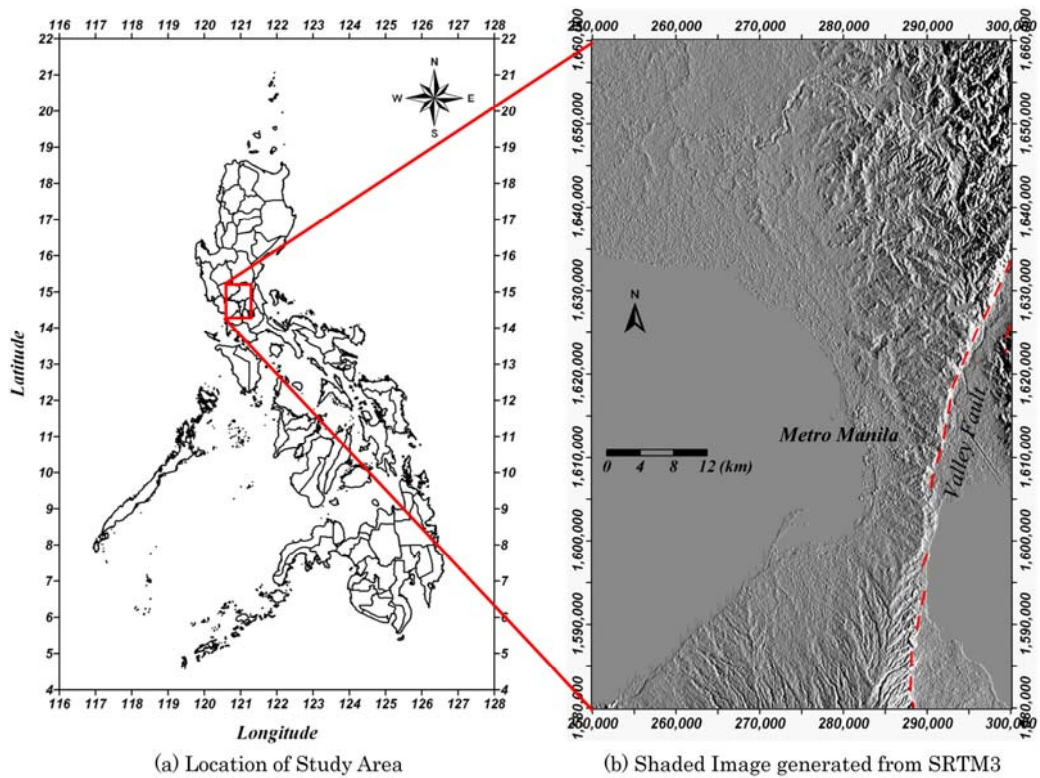 116 117 118 119 120 121 122 123 124 125 126 127 128
22 22
21 21
20 20
19 19
18 18
17 17
16 16
15 15
14 14
13 13
12 12
11 11
10 10
9 9
8 8
7 7
6 6
5 5
4 4
116 117 118 119 120 121 122 123 124 125 126 127 128
Latitude
Longitude
N
W E
S
(a) Location of Study Area
250,000 260,000 270,000 280,000 290,000 300,000
1,660,000 1,660,000
1,650,000 1,650,000
1,640,000 1,640,000
1,630,000 1,630,000
1,620,000 1,620,000
1,610,000 1,610,000
1,600,000 1,600,000
1,590,000 1,590,000
1,580,000 1,580,000
250,000 260,000 270,000 280,000 290,000 300,000
N
Metro Manila
0 4 8 12 (km)
Valley Fault
(b) Shaded Image generated from SRTM3